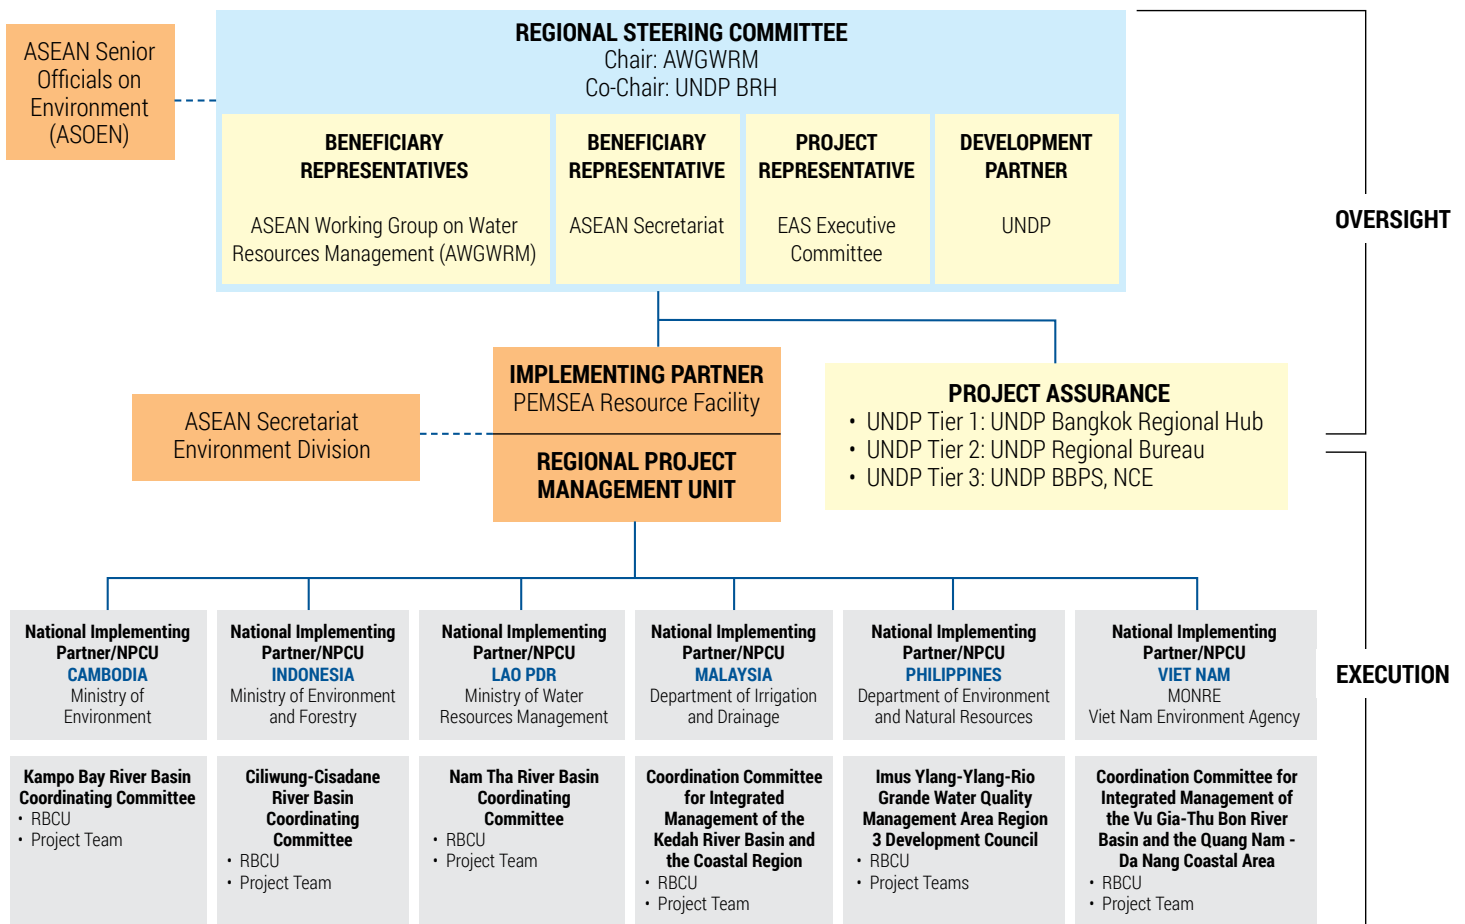 ASEAN Senior
Officials on
Environment
(ASOEN)
REGIONAL STEERING COMMITTEE
Chair: AWGWRM
Co-Chair: UNDP BRH
BENEFICIARY
REPRESENTATIVES
ASEAN Working Group on Water
Resources Management (AWGWRM)
BENEFICIARY
REPRESENTATIVE
ASEAN Secretariat
PROJECT
REPRESENTATIVE
EAS Executive
Committee
DEVELOPMENT
PARTNER
UNDP
OVERSIGHT
IMPLEMENTING PARTNER
PEMSEA Resource Facility
REGIONAL PROJECT
MANAGEMENT UNIT
ASEAN Secretariat
Environment Division
PROJECT ASSURANCE
• UNDP Tier 1: UNDP Bangkok Regional Hub
• UNDP Tier 2: UNDP Regional Bureau
• UNDP Tier 3: UNDP BBPS, NCE
EXECUTION
National Implementing
Partner/NPCU
CAMBODIA
Ministry of
Environment
National Implementing
Partner/NPCU
INDONESIA
Ministry of Environment
and Forestry
National Implementing
Partner/NPCU
LAO PDR
Ministry of Water
Resources Management
National Implementing
Partner/NPCU
MALAYSIA
Department of Irrigation
and Drainage
National Implementing
Partner/NPCU
PHILIPPINES
Department of Environment
and Natural Resources
National Implementing
Partner/NPCU
VIET NAM
MONRE
Viet Nam Environment Agency
Kampo Bay River Basin
Coordinating Committee
• RBCU
• Project Team
Ciliwung-Cisadane
River Basin
Coordinating
Committee
• RBCU
• Project Team
Nam Tha River Basin
Coordinating
Committee
• RBCU
• Project Team
Coordination Committee
for Integrated
Management of the
Kedah River Basin and
the Coastal Region
• RBCU
• Project Team
Imus Ylang-Ylang-Rio
Grande Water Quality
Management Area Region
3 Development Council
• RBCU
• Project Teams
Coordination Committee for
Integrated Management of
the Vu Gia-Thu Bon River
Basin and the Quang Nam -
Da Nang Coastal Area
• RBCU
• Project Team